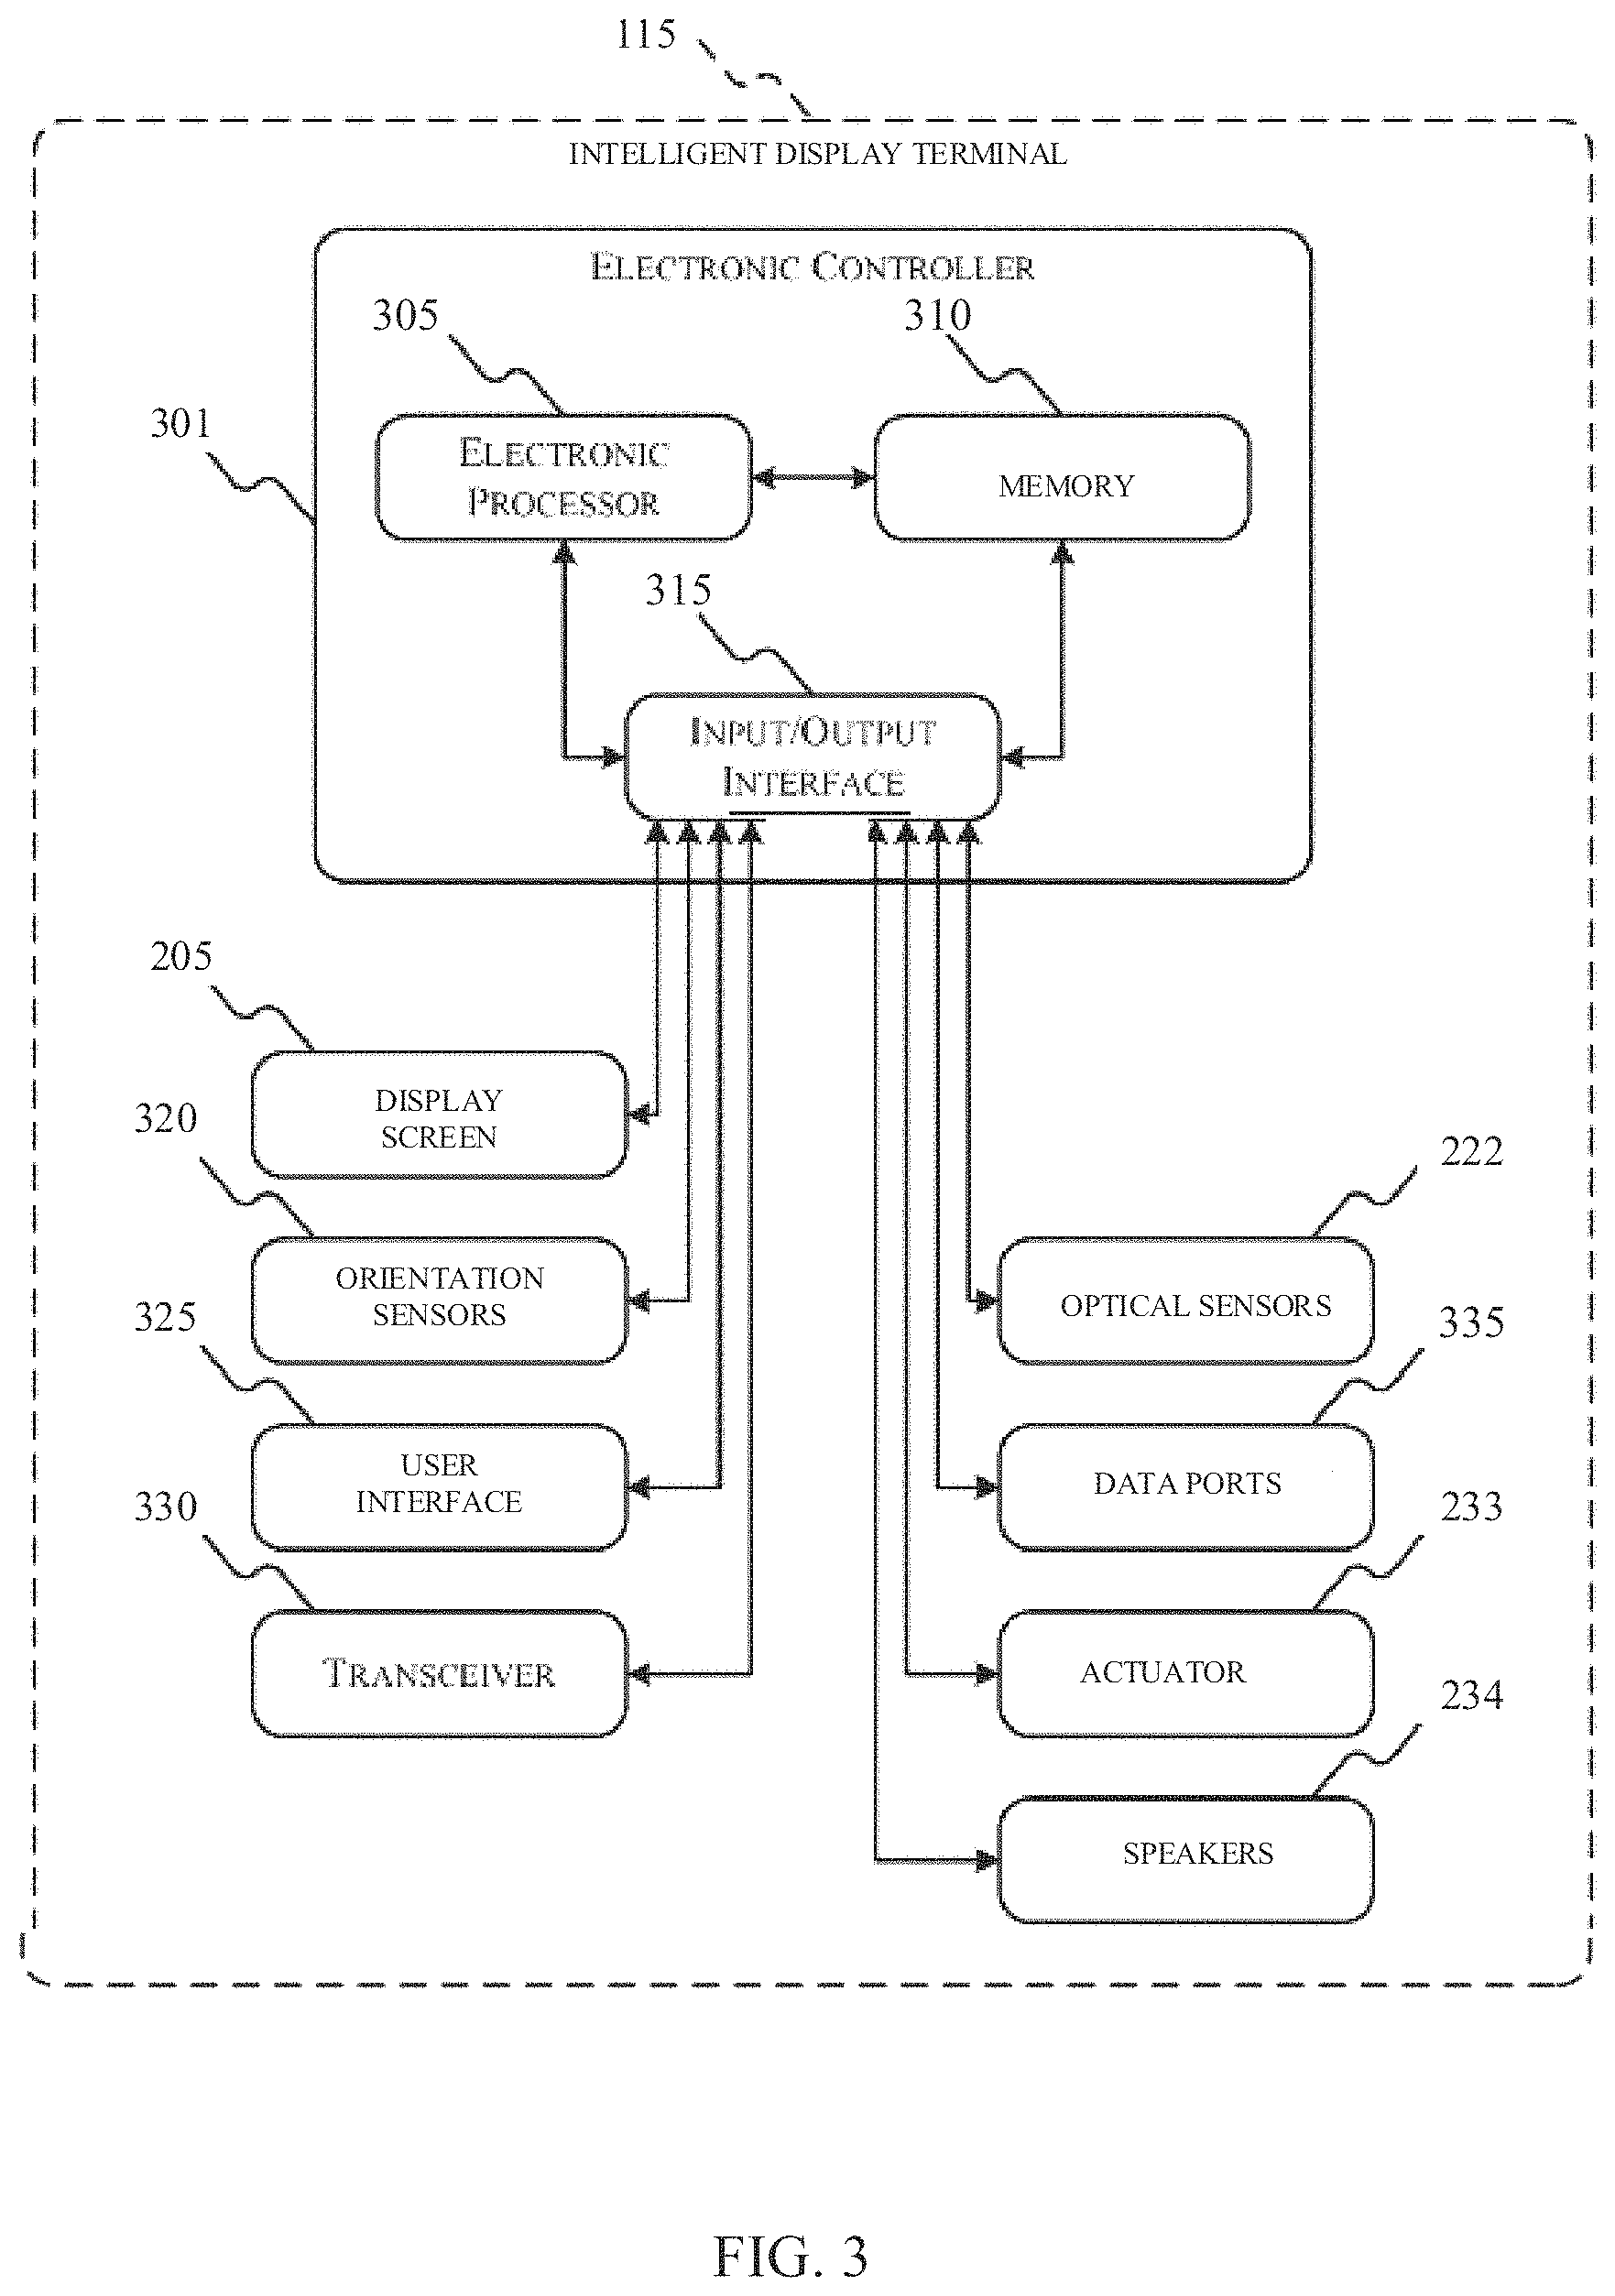 115
INTELLIGENT DISPLAY TERMINAL
ELECTRONIC CONTROLLER
305
310
301
ELECTRONIC
PROCESSOR
MEMORY
315
INPUT/OUTPUT
INTERFACE
205
DISPLAY
SCREEN
320
222
ORIENTATION
SENSORS
OPTICAL SENSORS
325
335
USER
INTERFACE
DATA PORTS
330
233
TRANSCEIVER
ACTUATOR
234
SPEAKERS
FIG. 3